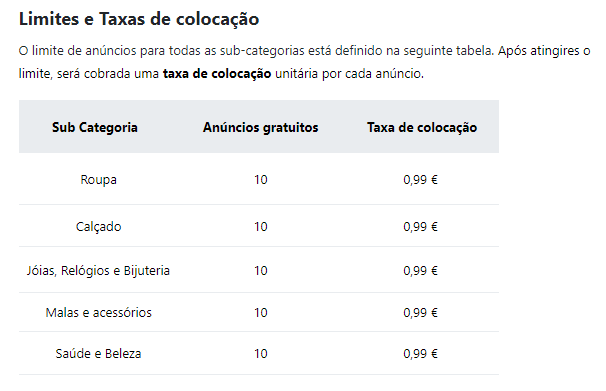 Limites e Taxas de colocação
O limite de anúncios para todas as sub-categorias está definido na seguinte tabela. Após atingires o
limite, será cobrada uma taxa de colocação unitária por cada anúncio.
Sub Categoria Anúncios gratuitos Taxa de colocação
Roupa 10 0,99 €
Calçado 10 0,99 €
Jóias, Relógios e Bijuteria 10 0,99 €
Malas e acessórios 10 0,99 €
Saúde e Beleza 10 0,99 €